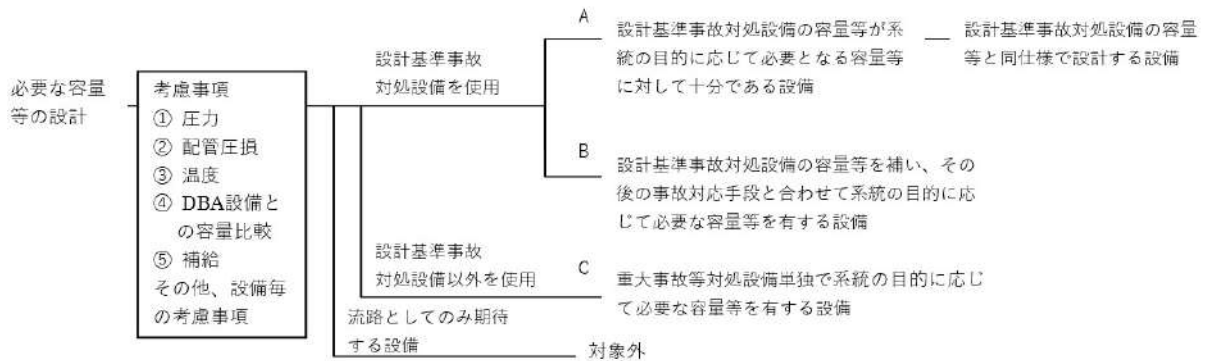 必要な容量
等の設計
考慮事項
① 圧力
② 配管圧損
③ 温度
④ DBA設備と
の容量比較
⑤ 補給
その他、設備毎
の考慮事項
設計基準事故
対処設備を使用
A
設計基準事故対処設備の容量等が系
統の目的に応じて必要となる容量等
に対して十分である設備
設計基準事故対処設備の容量
等と同仕様で設計する設備
B
設計基準事故対処設備の容量等を補い、その
後の事故対応手段と合わせて系統の目的に応
じて必要な容量等を有する設備
設計基準事故
対処設備以外を使用
C
重大事故等対処設備単独で系統の目的に応じ
て必要な容量等を有する設備
流路としてのみ期待
する設備
対象外